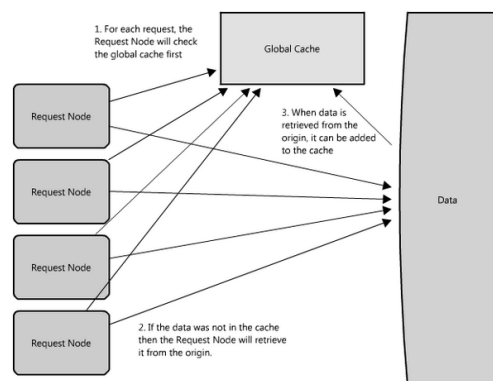 1. For each request, the
Request Node will check
the global cache first
Global Cache
Request Node
3. When data is
retrieved from the
origin, it can be added
to the cache
Request Node
Data
Request Node
2. If the data was not in the cache
then the Request Node will retrieve
it from the origin.
Request Node